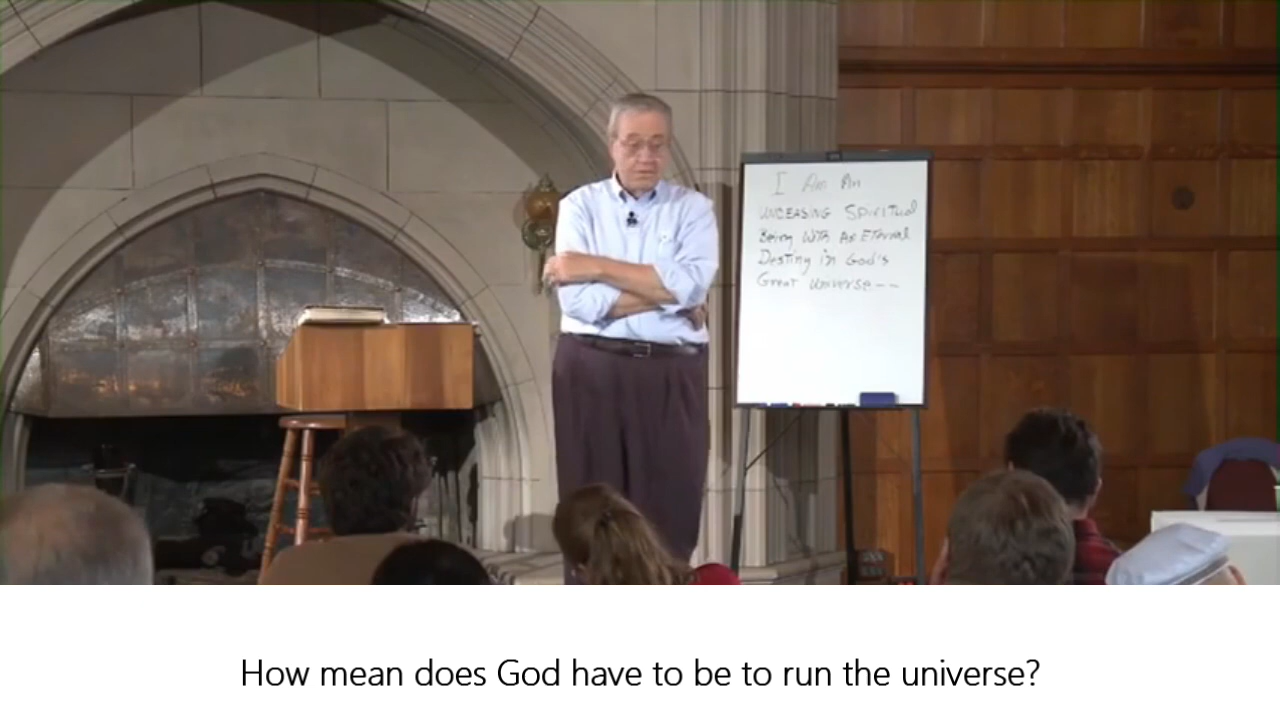 I Am An
UNCEASING SPIRITUAL
Being With An Eternal
Destiny in God's
Great Universe--
How mean does God have to be to run the universe?